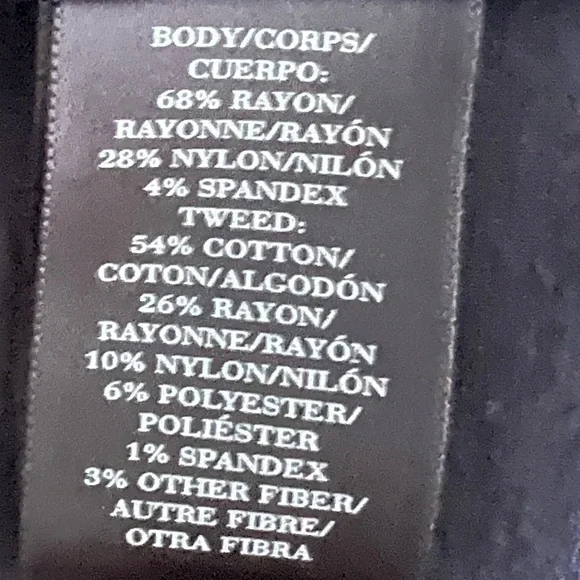 BODY/CORPS/
CUERPO:
68% RAYON/
RAYONNE/RAYÓN
28% NYLON/NILÓN
4% SPANDEX
TWEED:
54% COTTON/
COTON/ALGODÓN
26% RAYON/
RAYONNE/RAYÓN
10% NYLON/NILÓN
6% POLYESTER/
POLIÉSTER
1% SPANDEX
3% OTHER FIBER/
AUTRE FIBRE/
OTRA FIBRA